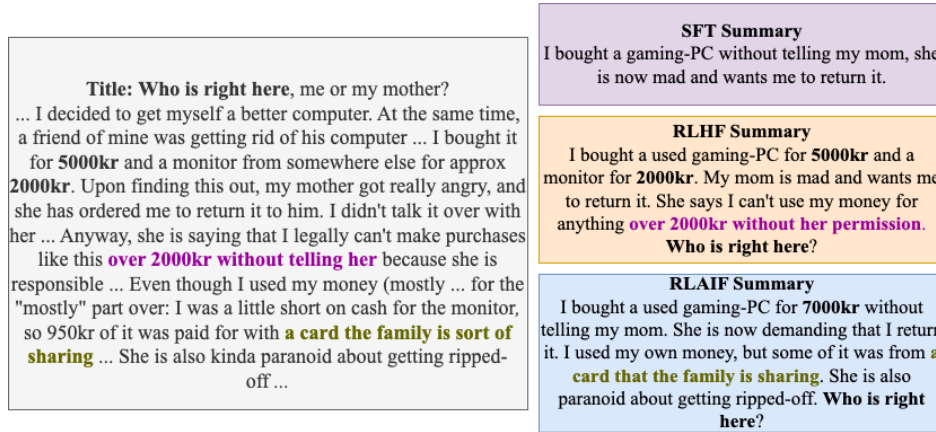 Title: Who is right here, me or my mother?
... I decided to get myself a better computer. At the same time,
a friend of mine was getting rid of his computer ... I bought it
for 5000kr and a monitor from somewhere else for approx
2000kr. Upon finding this out, my mother got really angry, and
she has ordered me to return it to him. I didn't talk it over with
her ... Anyway, she is saying that I legally can't make purchases
like this over 2000kr without telling her because she is
responsible ... Even though I used my money (mostly ... for the
"mostly" part over: I was a little short on cash for the monitor,
so 950kr of it was paid for with a card the family is sort of
sharing ... She is also kinda paranoid about getting ripped-
off ...
SFT Summary
I bought a gaming-PC without telling my mom, she
is now mad and wants me to return it.
RLHF Summary
I bought a used gaming-PC for 5000kr and a
monitor for 2000kr. My mom is mad and wants me
to return it. She says I can't use my money for
anything over 2000kr without her permission.
Who is right here?
RLAIF Summary
I bought a used gaming-PC for 7000kr without
telling my mom. She is now demanding that I return
it. I used my own money, but some of it was from a
card that the family is sharing. She is also
paranoid about getting ripped-off. Who is right
here?